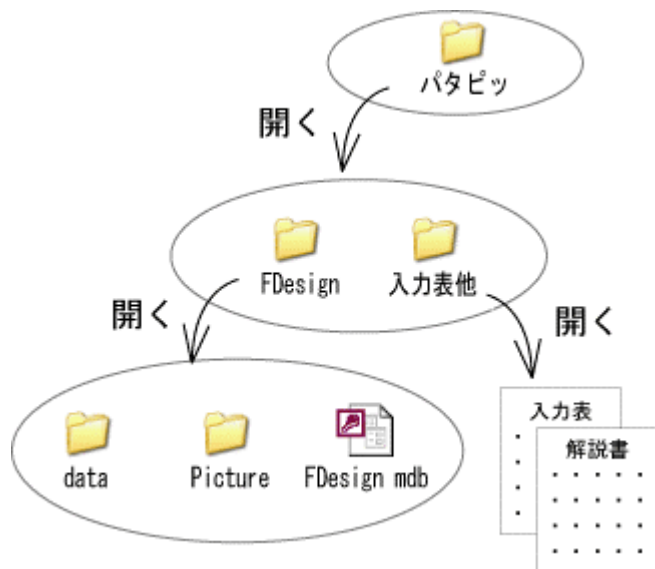 パタピッ
開く
FDesign
入力表他
開く
開く
data
Picture
FDesign mdb
入力表
解説書